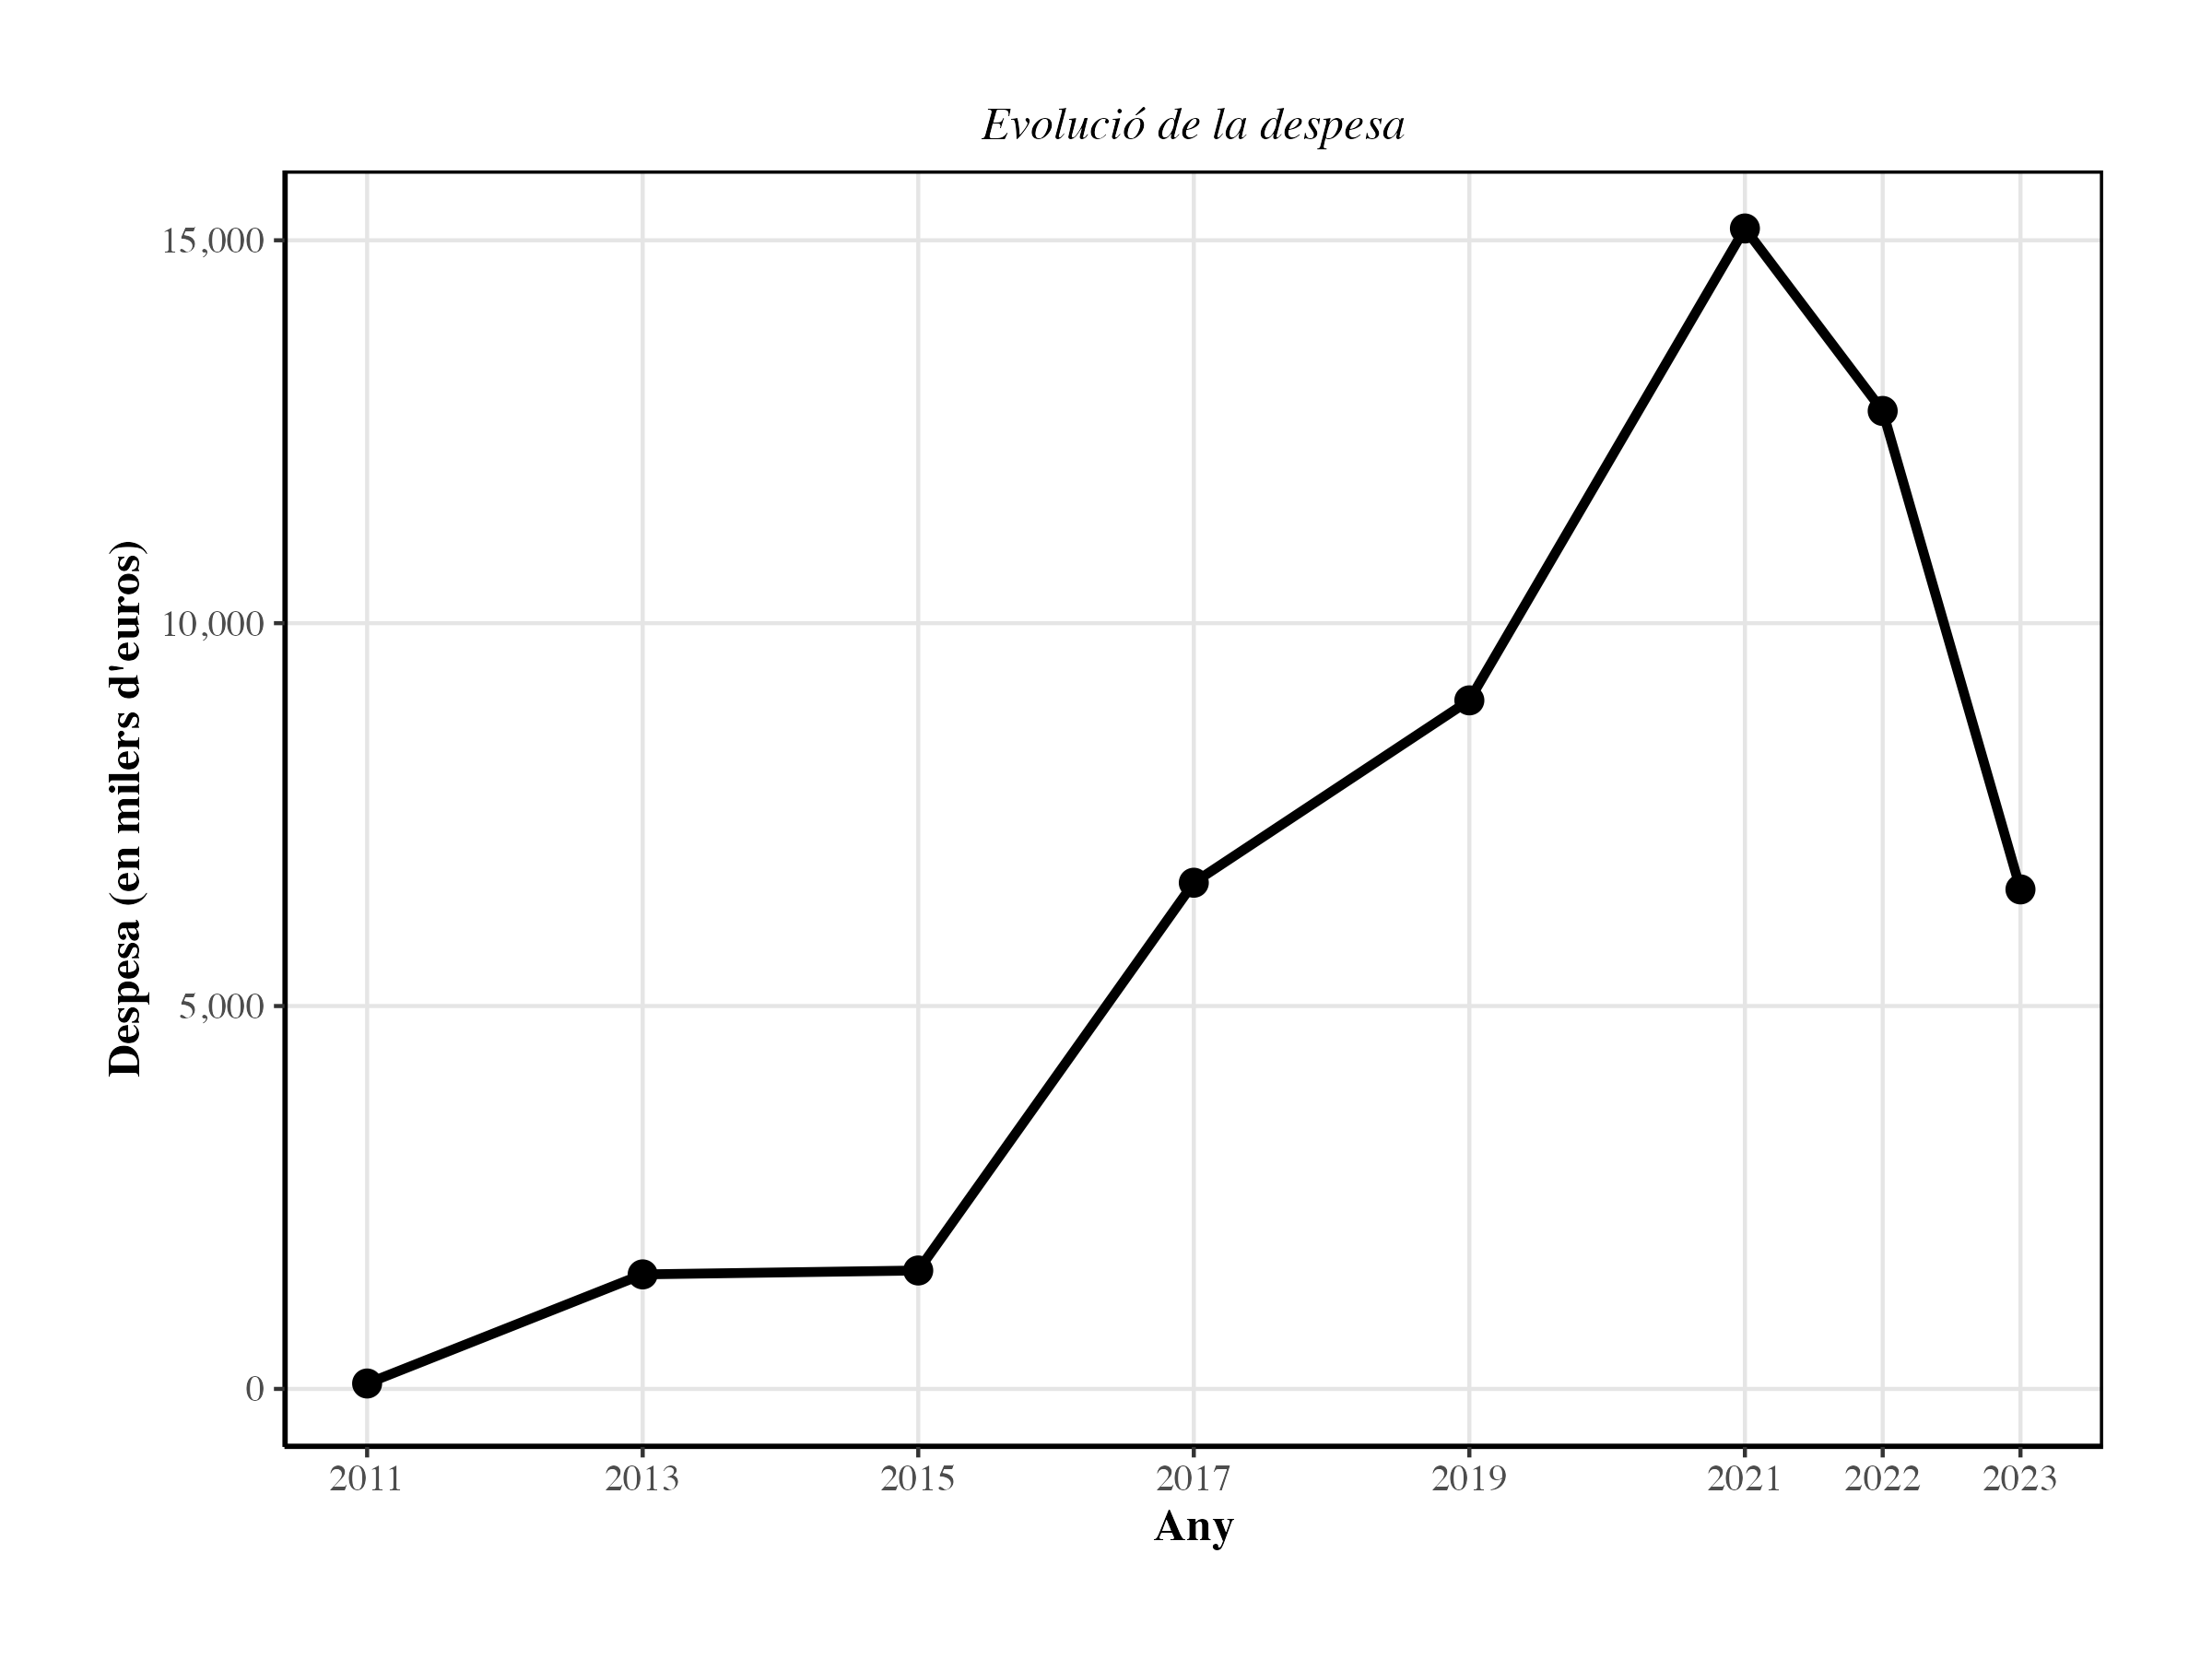 Evolució de la despesa
Despesa (en milers d'euros)
15,000
10,000
5,000
0
2011 2013 2015 2017 2019 2021 2022 2023
Any